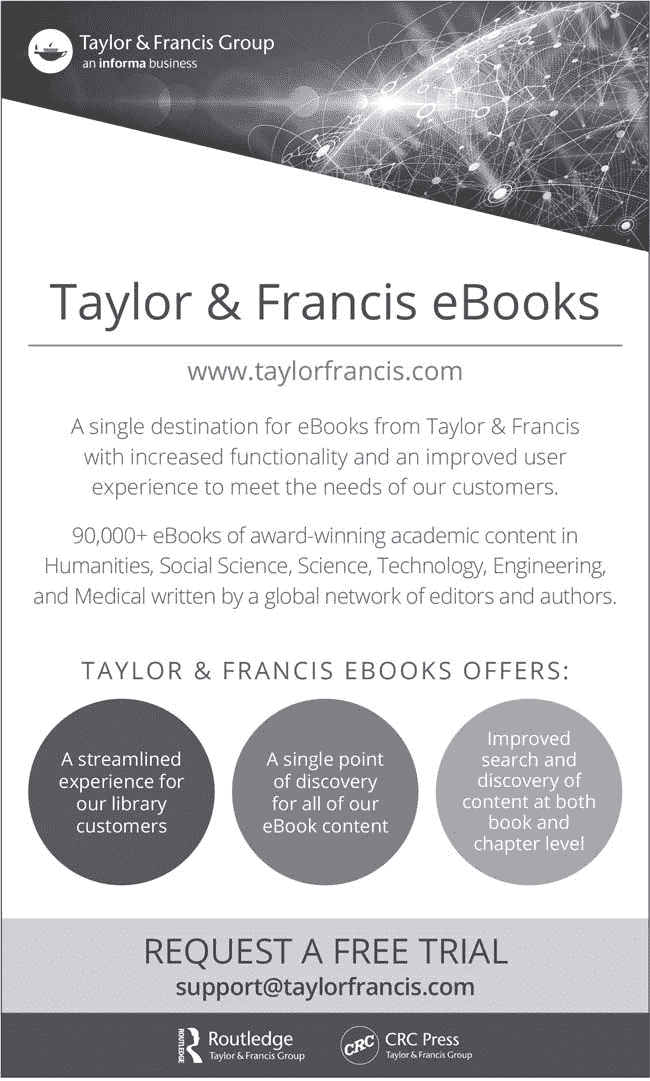 Taylor & Francis Group
an informa business
Taylor & Francis eBooks
www.taylorfrancis.com
A single destination for eBooks from Taylor & Francis
with increased functionality and an improved user
experience to meet the needs of our customers.
90,000+ eBooks of award-winning academic content in
Humanities, Social Science, Science, Technology, Engineering,
and Medical written by a global network of editors and authors.
TAYLOR & FRANCIS EBOOKS OFFERS:
A streamlined
experience for
our library
customers
A single point
of discovery
for all of our
eBook content
Improved
search and
discovery of
content at both
book and
chapter level
REQUEST A FREE TRIAL
support@taylorfrancis.com
ROUTLEDGE
Routledge
Taylor & Francis Group
CRC
CRC Press
Taylor & Francis Group